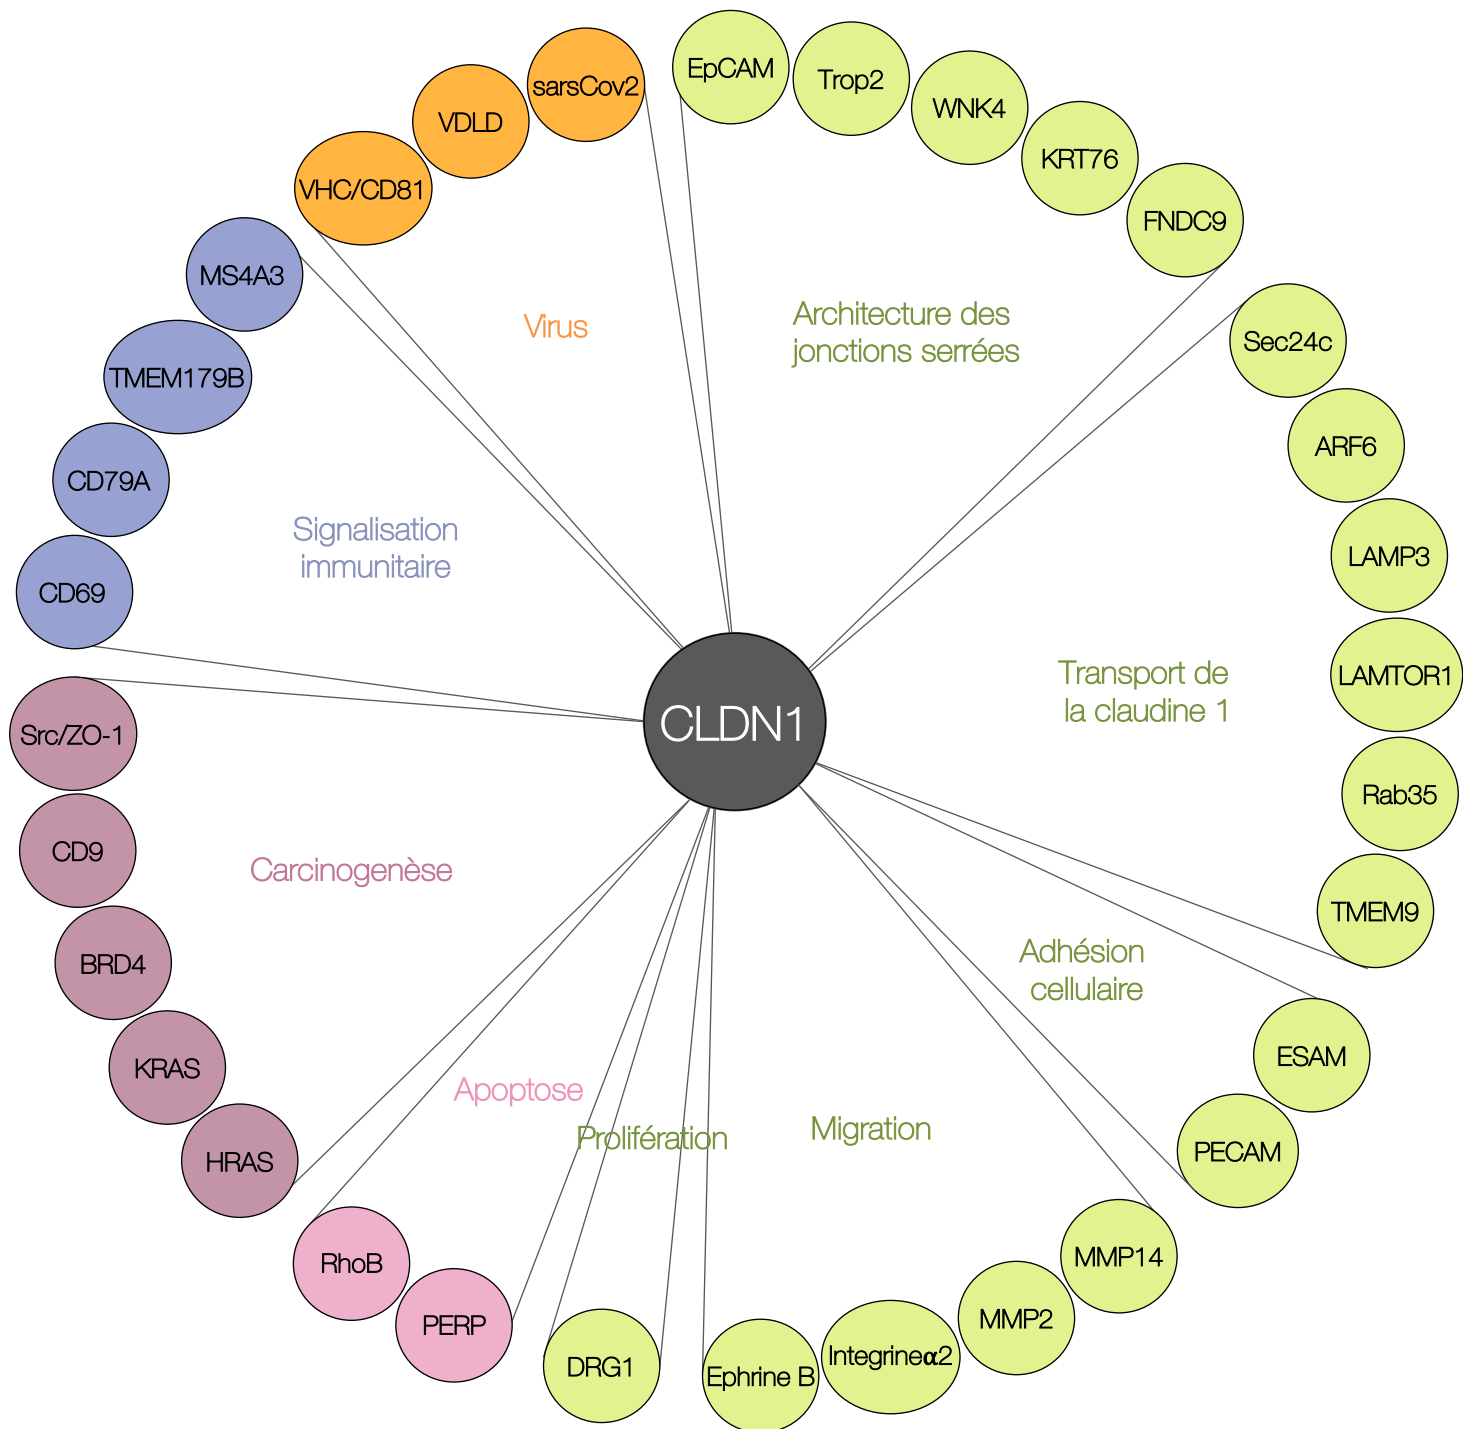 sarsCov2
VDLD
VHC/CD81
Virus
EpCAM
Trop2
WNK4
KRT76
FNDC9
Architecture des
jonctions serrées
Sec24c
ARF6
LAMP3
LAMTOR1
Rab35
TMEM9
Transport de
la claudine 1
ESAM
PECAM
Adhésion
cellulaire
MMP14
MMP2
Integrineα2
Ephrine B
Migration
DRG1
Prolifération
PERP
RhoB
Apoptose
HRAS
KRAS
BRD4
CD9
Src/ZO-1
Carcinogenèse
CD69
CD79A
TMEM179B
MS4A3
Signalisation
immunitaire
CLDN1